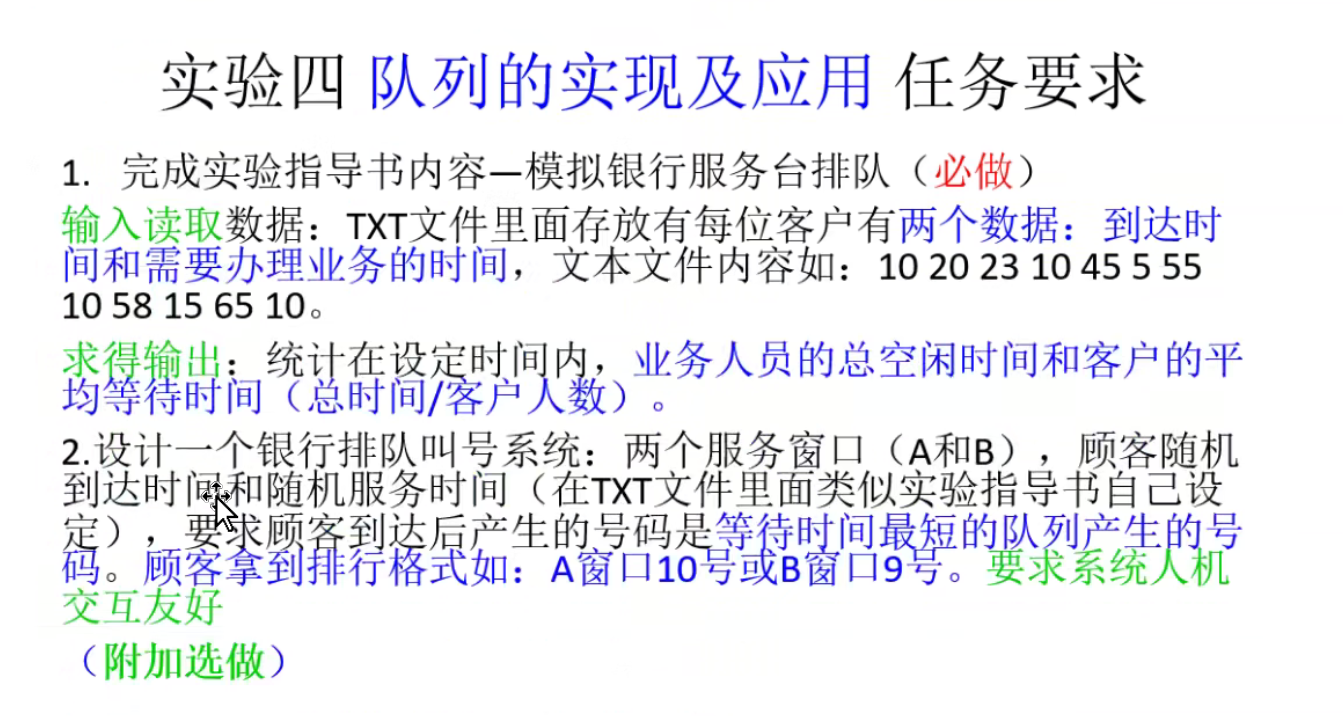 实验四 队列的实现及应用 任务要求
1. 完成实验指导书内容—模拟银行服务台排队（必做）
输入读取数据：TXT文件里面存放有每位客户有两个数据：到达时
间和需要办理业务的时间，文本文件内容如：10 20 23 10 45 5 55
10 58 15 65 10。
求得输出：统计在设定时间内，业务人员的总空闲时间和客户的平
均等待时间（总时间/客户人数）。
2.设计一个银行排队叫号系统：两个服务窗口（A和B），顾客随机
到达时间和随机服务时间（在TXT文件里面类似实验指导书自己设
定），要求顾客到达后产生的号码是等待时间最短的队列产生的号
码。顾客拿到排行格式如：A窗口10号或B窗口9号。要求系统人机
交互友好
（附加选做）